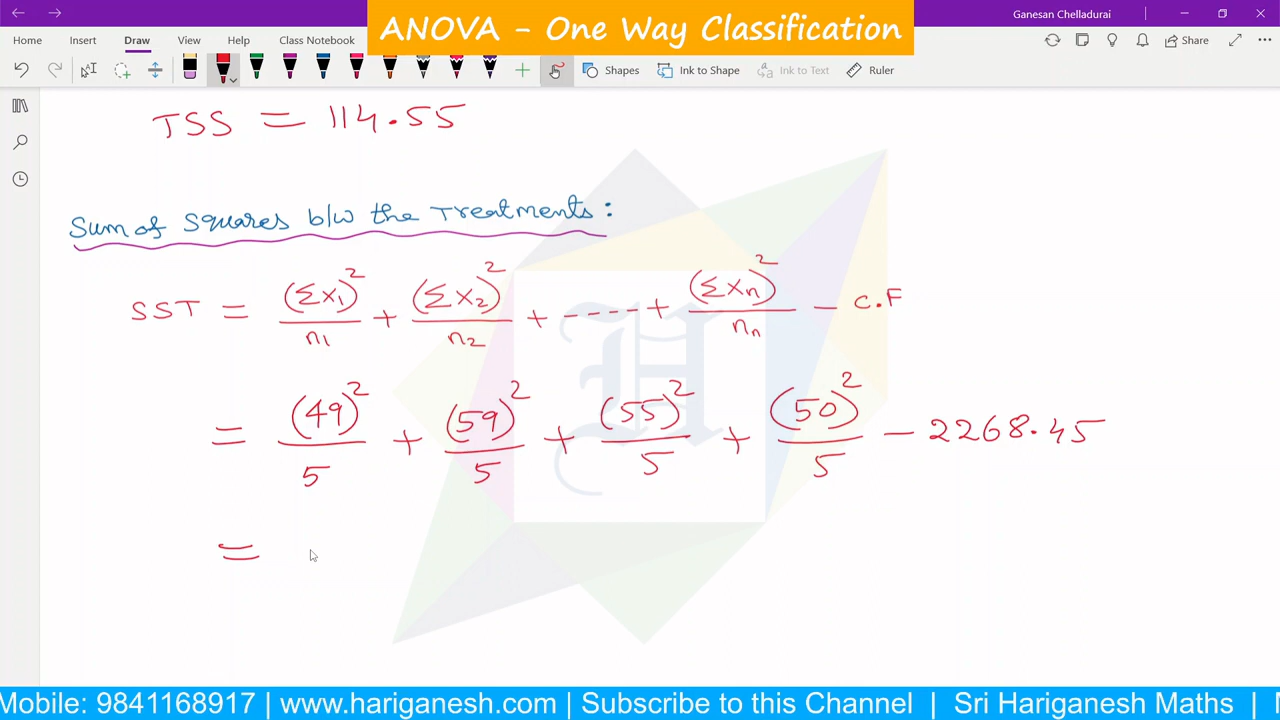 ANOVA - One Way Classification
Ganesan Chelladurai
Home Insert Draw View Help Class Notebook Share
Shapes Ink to Shape Ink to Text Ruler
TSS = 114.55
Sum of Squares b/w the Treatments:
SST = (Σx₁)²/n₁ + (Σx₂)²/n₂ + ----- + (Σxₙ)²/nₙ - C.F
= (49)²/5 + (59)²/5 + (55)²/5 + (50)²/5 - 2268.45
=
H
Mobile: 9841168917 | www.hariganesh.com | Subscribe to this Channel | Sri Hariganesh Maths |